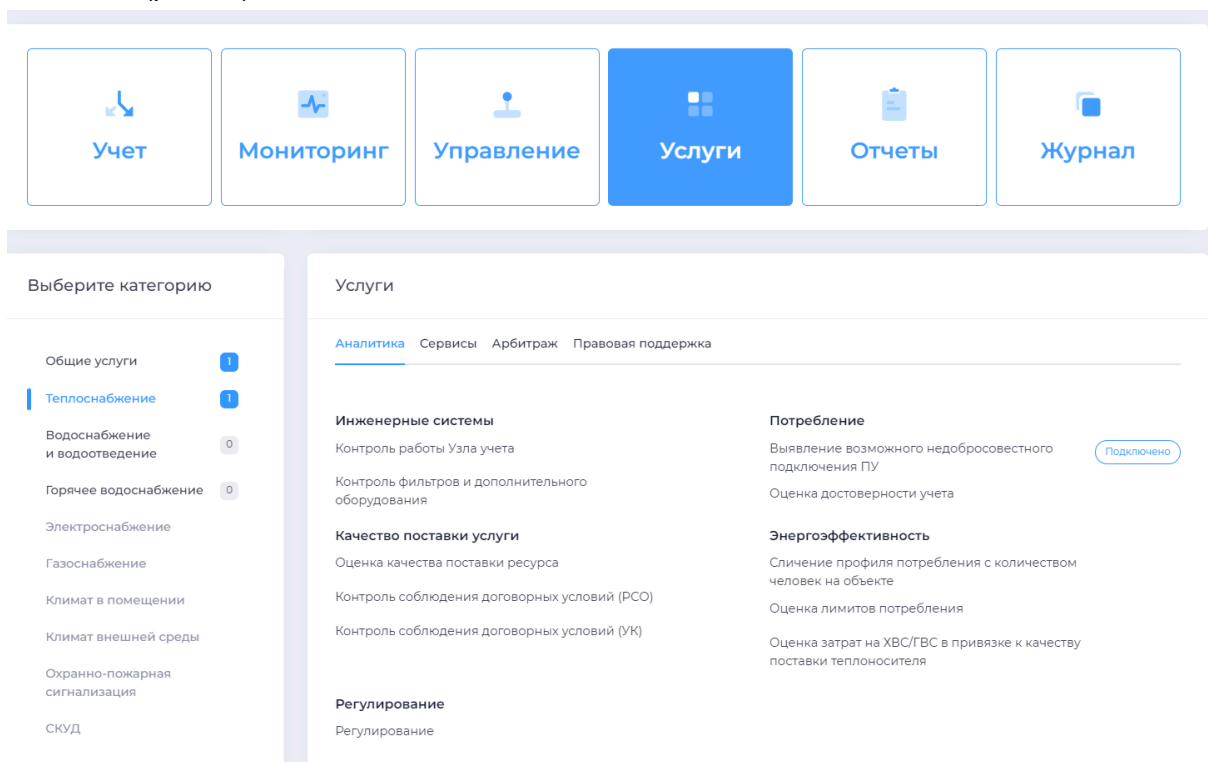 Учет
Мониторинг
Управление
Услуги
Отчеты
Журнал
Выберите категорию
Общие услуги 1
Теплоснабжение 1
Водоснабжение
и водоотведение 0
Горячее водоснабжение 0
Электроснабжение
Газоснабжение
Климат в помещении
Климат внешней среды
Охранно-пожарная
сигнализация
СКУД
Услуги
Аналитика Сервисы Арбитраж Правовая поддержка
Инженерные системы
Контроль работы Узла учета
Контроль фильтров и дополнительного
оборудования
Качество поставки услуги
Оценка качества поставки ресурса
Контроль соблюдения договорных условий (РСО)
Контроль соблюдения договорных условий (УК)
Регулирование
Регулирование
Потребление
Выявление возможного недобросовестного
подключения ПУ
Подключено
Оценка достоверности учета
Энергоэффективность
Сличение профиля потребления с количеством
человек на объекте
Оценка лимитов потребления
Оценка затрат на ХВС/ГВС в привязке к качеству
поставки теплоносителя